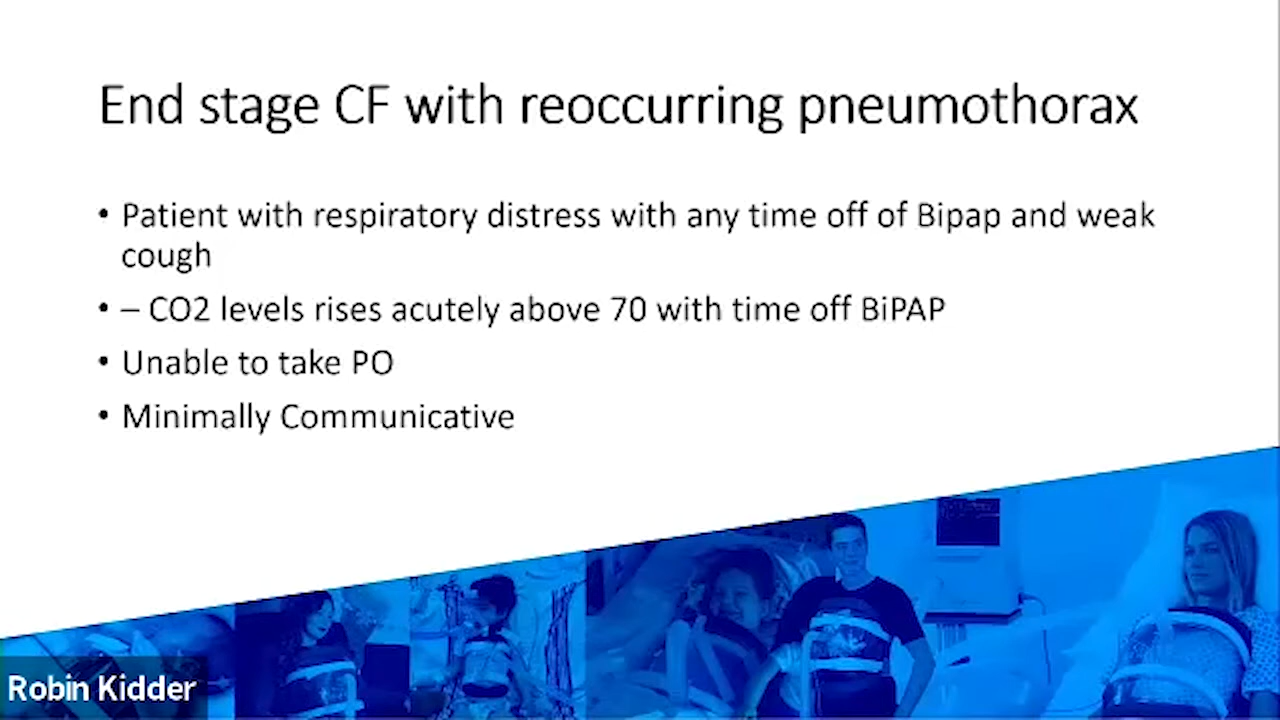 End stage CF with reoccurring pneumothorax
• Patient with respiratory distress with any time off of Bipap and weak
cough
• – CO2 levels rises acutely above 70 with time off BiPAP
• Unable to take PO
• Minimally Communicative
Robin Kidder